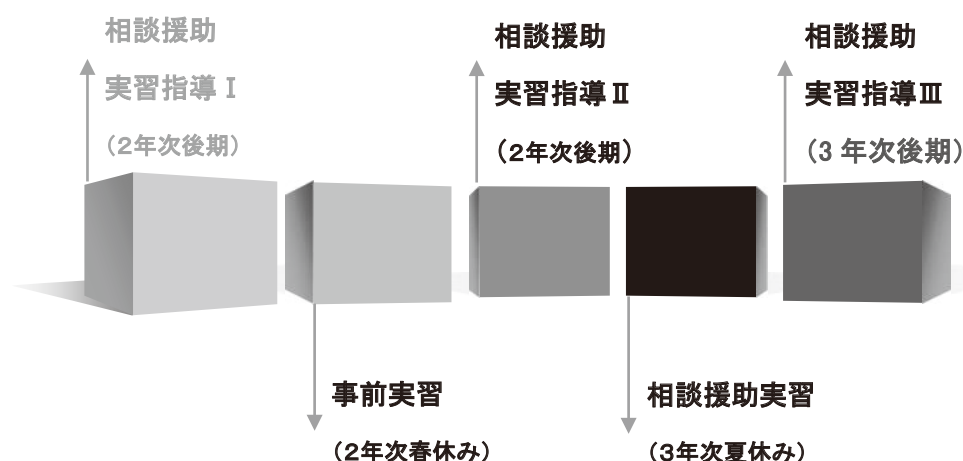 相談援助
実習指導Ⅰ
（2年次後期）
相談援助
実習指導Ⅱ
（2年次後期）
相談援助
実習指導Ⅲ
（3 年次後期）
事前実習
（2年次春休み）
相談援助実習
（3年次夏休み）